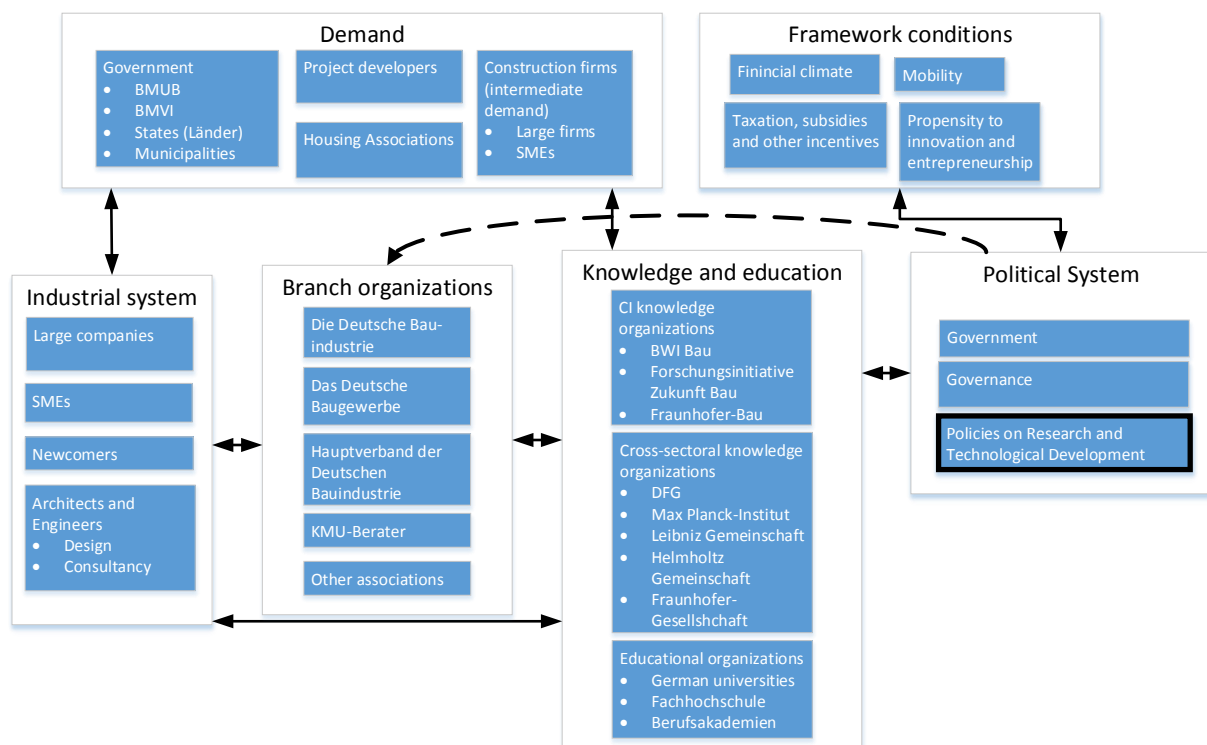 Demand
Government
• BMUB
• BMVI
• States (Länder)
• Municipalities
Project developers
Housing Associations
Construction firms
(intermediate
demand)
• Large firms
• SMEs
Framework conditions
Finincial climate
Mobility
Taxation, subsidies
and other incentives
Propensity to
innovation and
entrepreneurship
Industrial system
Large companies
SMEs
Newcomers
Architects and
Engineers
• Design
• Consultancy
Branch organizations
Die Deutsche Bau-
industrie
Das Deutsche
Baugewerbe
Hauptverband der
Deutschen
Bauindustrie
KMU-Berater
Other associations
Knowledge and education
CI knowledge
organizations
• BWI Bau
• Forschungsinitiative
Zukunft Bau
• Fraunhofer-Bau
Cross-sectoral knowledge
organizations
• DFG
• Max Planck-Institut
• Leibniz Gemeinschaft
• Helmholtz
Gemeinschaft
• Fraunhofer-
Gesellshchaft
Educational organizations
• German universities
• Fachhochschule
• Berufsakademien
Political System
Government
Governance
Policies on Research and
Technological Development